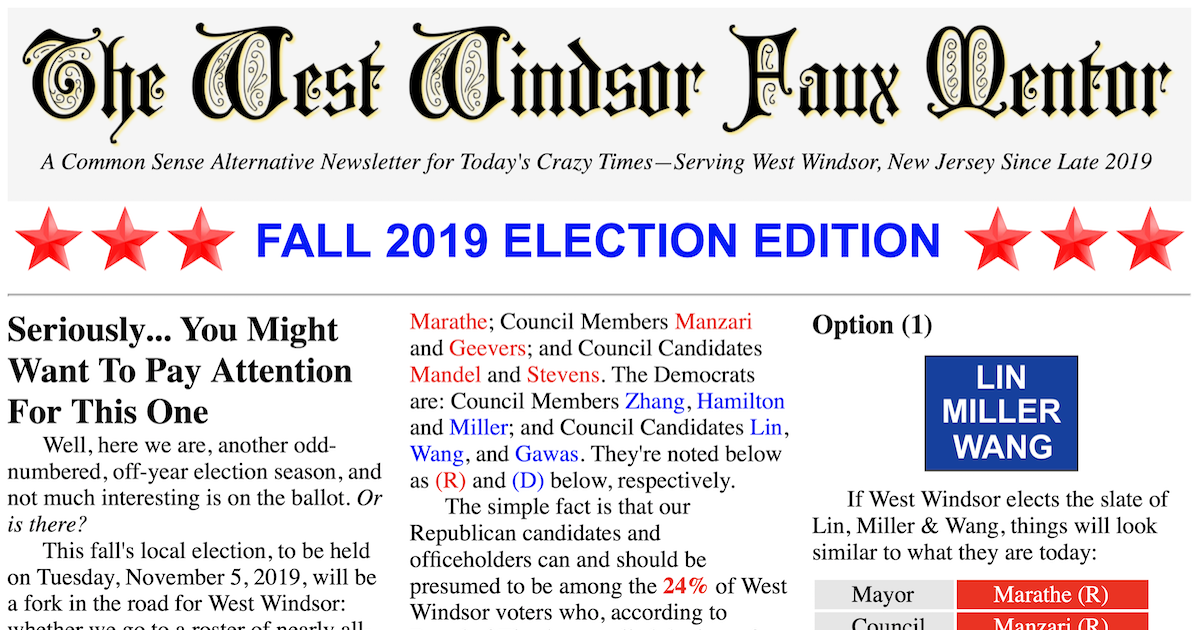 The West Windsor Faux Mentor
A Common Sense Alternative Newsletter for Today's Crazy Times—Serving West Windsor, New Jersey Since Late 2019
FALL 2019 ELECTION EDITION
Seriously... You Might
Want To Pay Attention
For This One
Well, here we are, another odd-
numbered, off-year election season, and
not much interesting is on the ballot. Or
is there?
This fall's local election, to be held
on Tuesday, November 5, 2019, will be
a fork in the road for West Windsor:
whether we go to a roster of nearly all
Marathe; Council Members Manzari
and Geevers; and Council Candidates
Mandel and Stevens. The Democrats
are: Council Members Zhang, Hamilton
and Miller; and Council Candidates Lin,
Wang, and Gawas. They're noted below
as (R) and (D) below, respectively.
The simple fact is that our
Republican candidates and
officeholders can and should be
presumed to be among the 24% of West
Windsor voters who, according to
Option (1)
LIN
MILLER
WANG
If West Windsor elects the slate of
Lin, Miller & Wang, things will look
similar to what they are today:
Mayor Marathe (R)
Council Manzari (R)